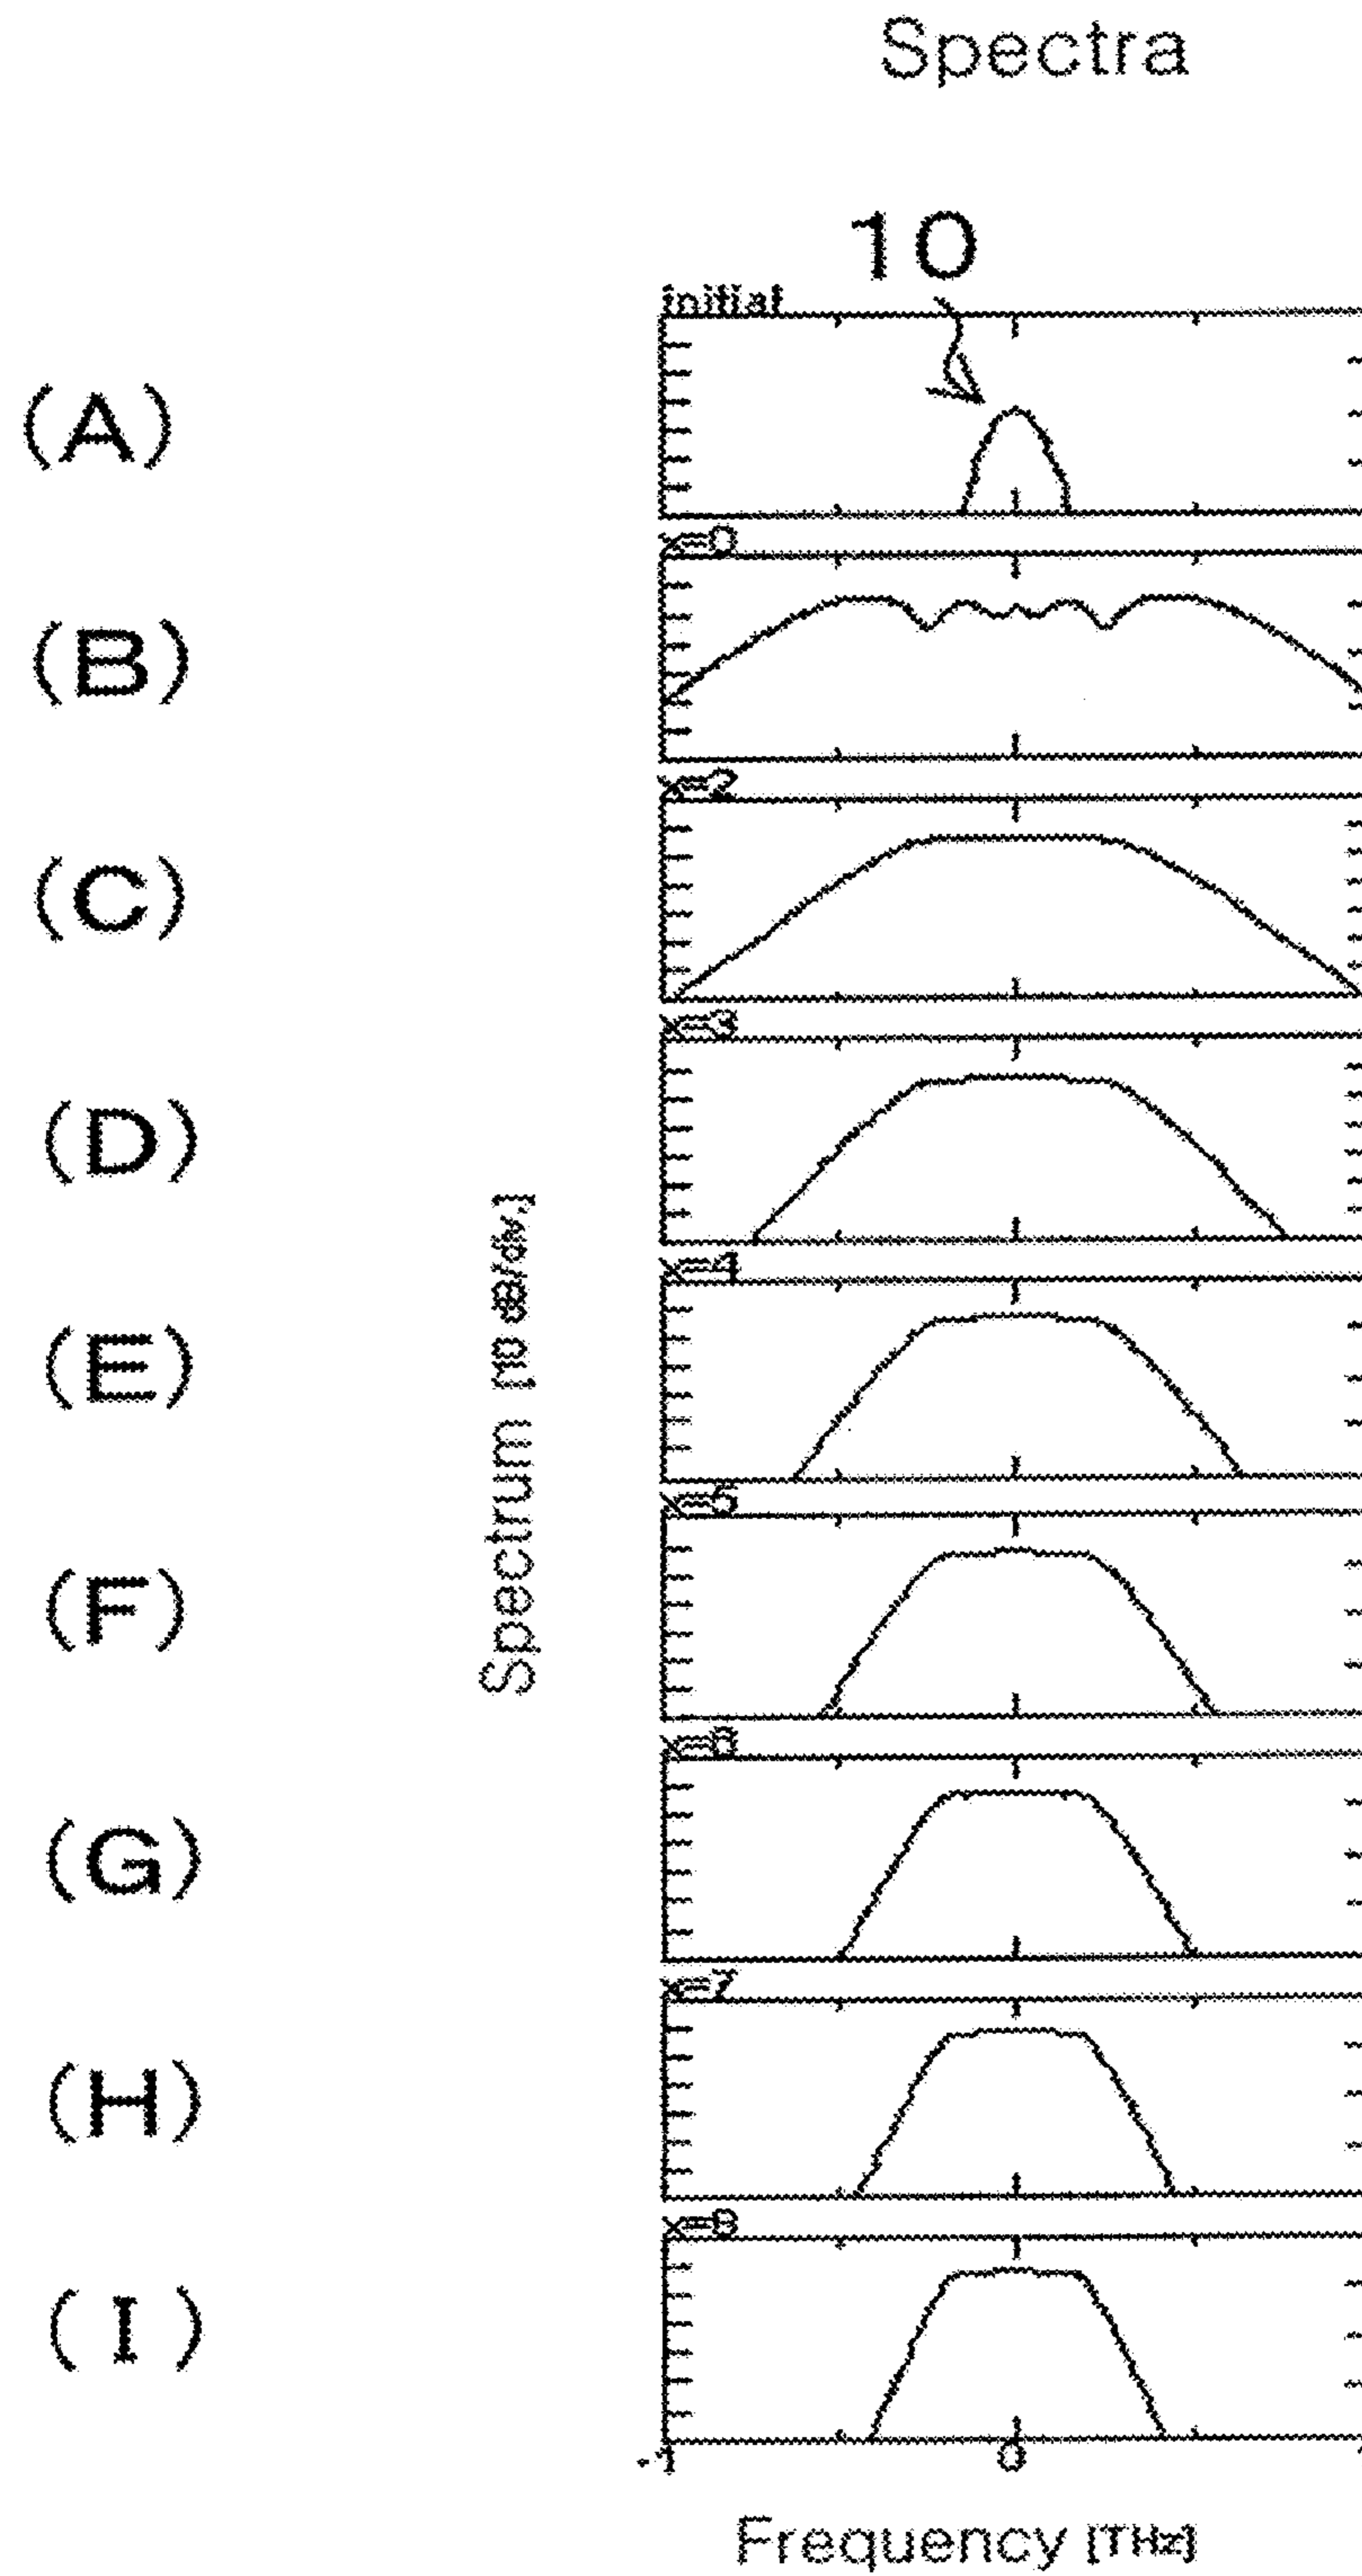 Spectra
10
initial
(A)
x=0
(B)
x=2
(C)
x=3
(D)
x=4
(E)
x=5
(F)
x=6
(G)
x=7
(H)
x=8
(I)
Spectrum [10 dB/div.]
-1 0
Frequency [THz]